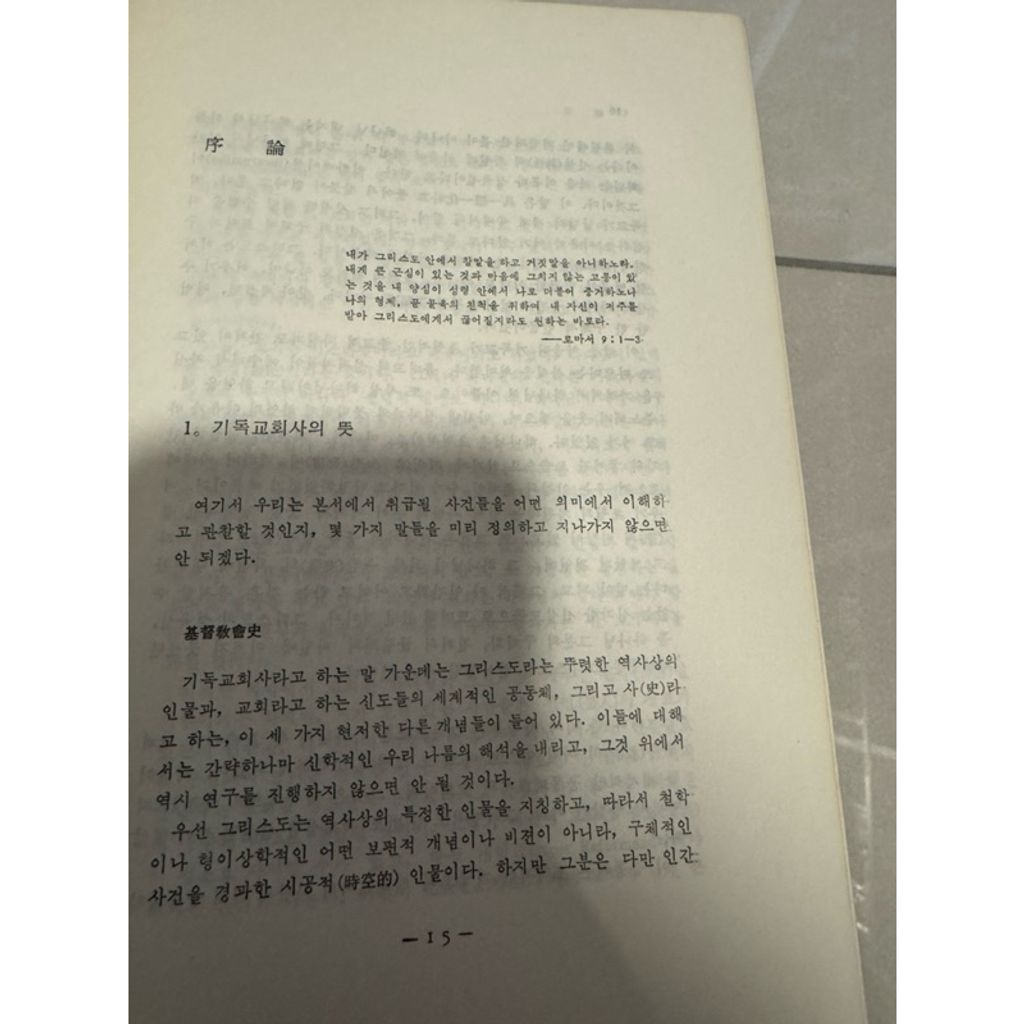 序 論
내가 그리스도 안에서 참말을 하고 거짓말을 아니하노라.
내게 큰 근심이 있는 것과 마음에 그치지 않는 고통이 있
는 것을 내 양심이 성령 안에서 나로 더불어 증거하노니
나의 형제, 곧 골육의 친척을 위하여 내 자신이 저주를
받아 그리스도에게서 끊어질지라도 원하는 바로라.
──로마서 9 : 1—3
1。 기독교회사의 뜻
여기서 우리는 본서에서 취급될 사건들을 어떤 의미에서 이해하
고 관찰할 것인지, 몇 가지 말들을 미리 정의하고 지나가지 않으면
안 되겠다.
基督敎會史
기독교회사라고 하는 말 가운데는 그리스도라는 뚜렷한 역사상의
인물과, 교회라고 하는 신도들의 세계적인 공동체, 그리고 사(史)라
고 하는, 이 세 가지 현저한 다른 개념들이 들어 있다. 이들에 대해
서는 간략하나마 신학적인 우리 나름의 해석을 내리고, 그것 위에서
역시 연구를 진행하지 않으면 안 될 것이다.
우선 그리스도는 역사상의 특정한 인물을 지칭하고, 따라서 철학
이나 형이상학적인 어떤 보편적 개념이나 비젼이 아니라, 구체적인
사건을 경과한 시공적(時空的) 인물이다. 하지만 그분은 다만 인간
— 15 —